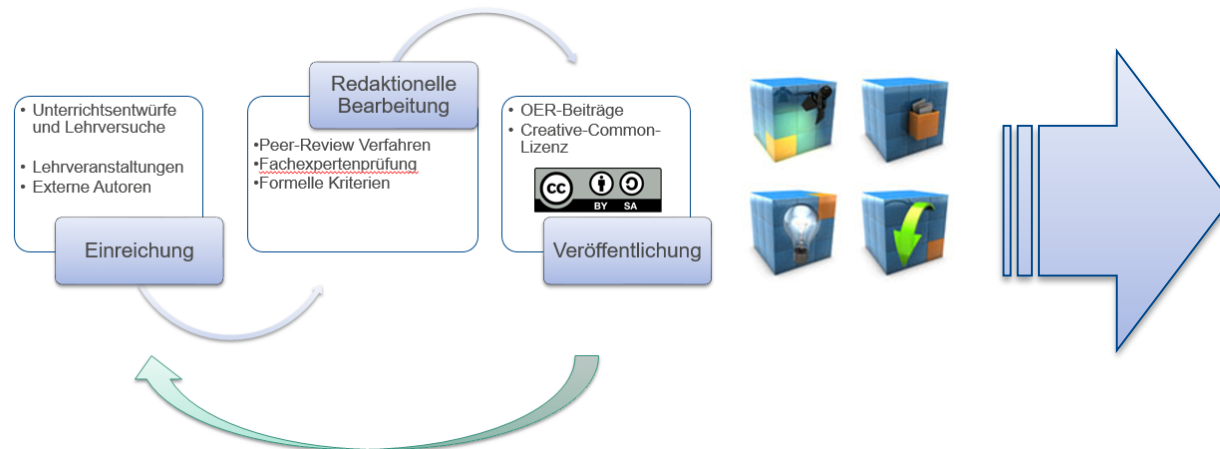 • Unterrichtsentwürfe
und Lehrversuche
• Lehrveranstaltungen
• Externe Autoren
Einreichung
Redaktionelle
Bearbeitung
•Peer-Review Verfahren
•Fachexpertenprüfung
•Formelle Kriterien
• OER-Beiträge
• Creative-Common-
Lizenz
cc
BY SA
Veröffentlichung